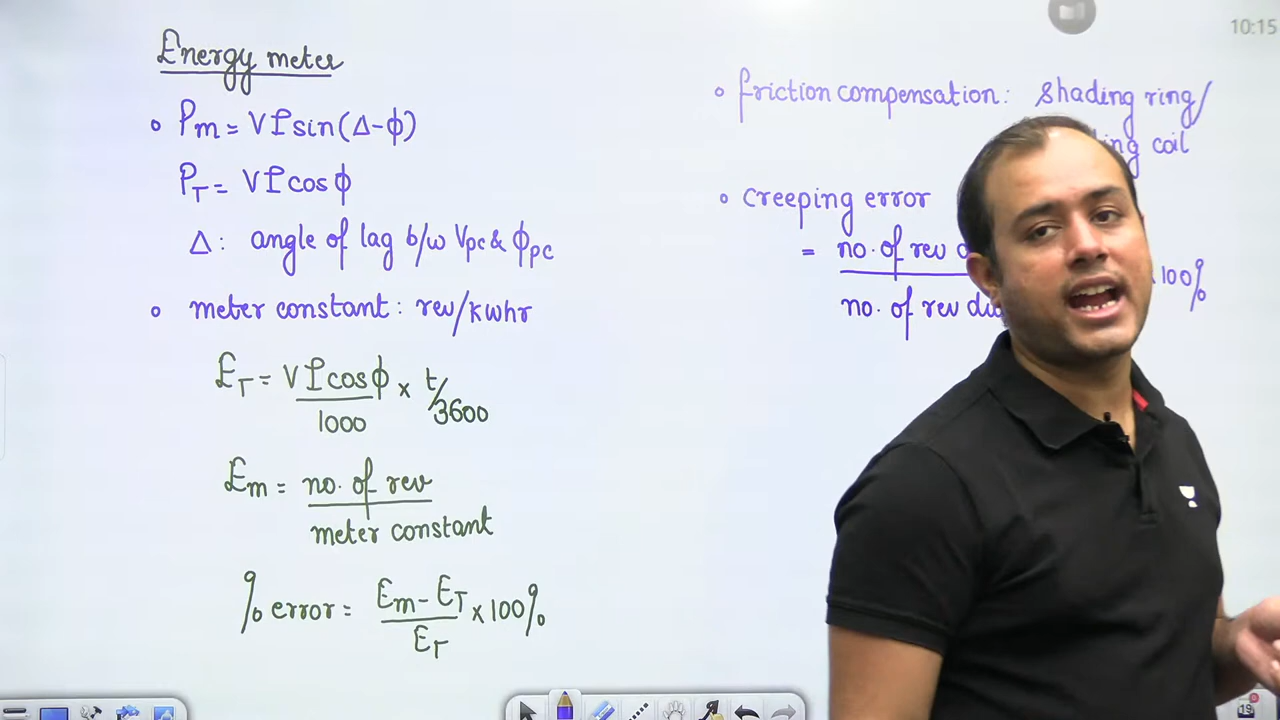 Energy meter
Pm = VI sin(Δ-ϕ)
PT = VI cos ϕ
Δ: angle of lag b/w Vpc & ϕpc
meter constant: rev/kwhr
ET = VI cosϕ/1000 × t/3600
Em = no. of rev
meter constant
% error = Em - ET/ET × 100%
10:15
friction compensation: shading ring/
coil
creeping error
= no. of rev
no. of rev
100%
19